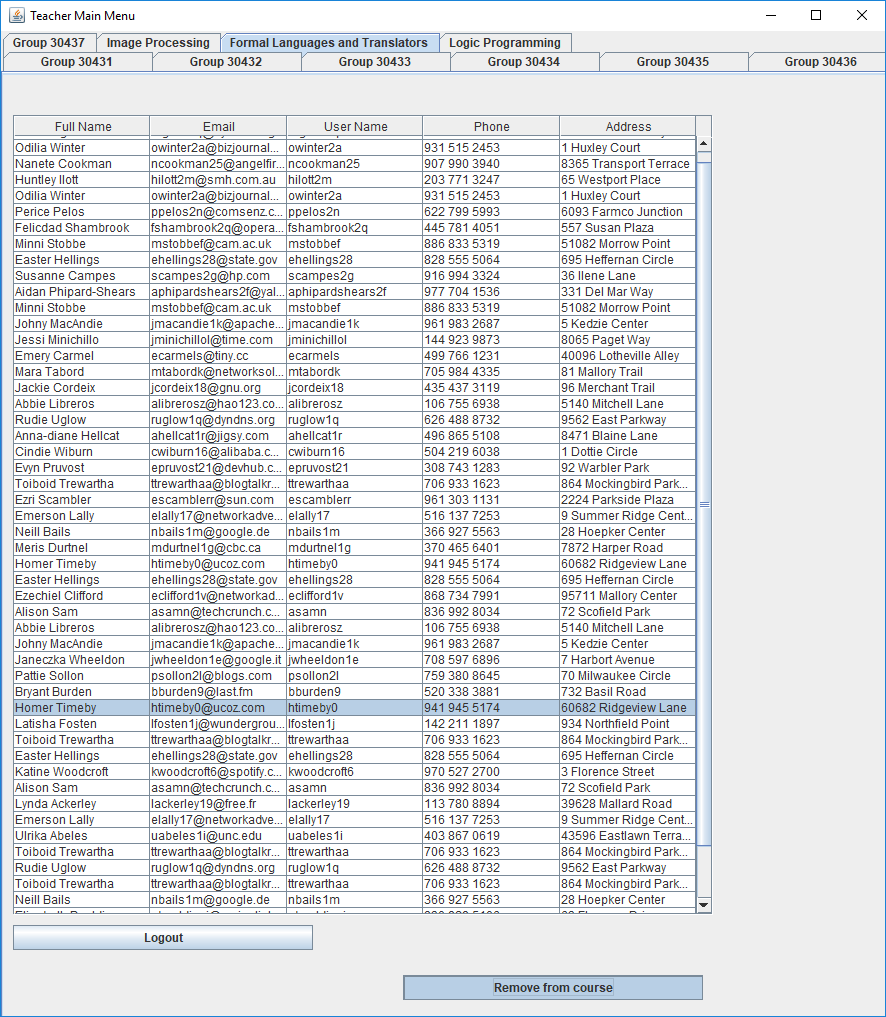 Teacher Main Menu
Group 30437 Image Processing Formal Languages and Translators Logic Programming
Group 30431 Group 30432 Group 30433 Group 30434 Group 30435 Group 30436
Full Name Email User Name Phone Address
Odilia Winter owinter2a@bizjournal... owinter2a 931 515 2453 1 Huxley Court
Nanete Cookman ncookman25@angelfir... ncookman25 907 990 3940 8365 Transport Terrace
Huntley Ilott hilott2m@smh.com.au hilott2m 203 771 3247 65 Westport Place
Odilia Winter owinter2a@bizjournal... owinter2a 931 515 2453 1 Huxley Court
Perice Pelos ppelos2n@comsenz.c... ppelos2n 622 799 5993 6093 Farmco Junction
Felicdad Shambrook fshambrook2q@opera... fshambrook2q 445 781 4051 557 Susan Plaza
Minni Stobbe mstobbef@cam.ac.uk mstobbef 886 833 5319 51082 Morrow Point
Easter Hellings ehellings28@state.gov ehellings28 828 555 5064 695 Heffernan Circle
Susanne Campes scampes2g@hp.com scampes2g 916 994 3324 36 Ilene Lane
Aidan Phipard-Shears aphipardshears2f@yal... aphipardshears2f 977 704 1536 331 Del Mar Way
Minni Stobbe mstobbef@cam.ac.uk mstobbef 886 833 5319 51082 Morrow Point
Johny MacAndie jmacandie1k@apache... jmacandie1k 961 983 2687 5 Kedzie Center
Jessi Minichillo jminichillol@time.com jminichillol 144 923 9873 8065 Paget Way
Emery Carmel ecarmels@tiny.cc ecarmels 499 766 1231 40096 Lotheville Alley
Mara Tabord mtabordk@networksol... mtabordk 705 984 4335 81 Mallory Trail
Jackie Cordeix jcordeix18@gnu.org jcordeix18 435 437 3119 96 Merchant Trail
Abbie Libreros alibrerosz@hao123.co... alibrerosz 106 755 6938 5140 Mitchell Lane
Rudie Uglow ruglow1q@dyndns.org ruglow1q 626 488 8732 9562 East Parkway
Anna-diane Hellcat ahellcat1r@jigsy.com ahellcat1r 496 865 5108 8471 Blaine Lane
Cindie Wiburn cwiburn16@alibaba.c... cwiburn16 504 219 6038 1 Dottie Circle
Evyn Pruvost epruvost21@devhub.c... epruvost21 308 743 1283 92 Warbler Park
Toiboid Trewartha ttrewarthaa@blogtalkr... ttrewarthaa 706 933 1623 864 Mockingbird Park...
Ezri Scambler escamblerr@sun.com escamblerr 961 303 1131 2224 Parkside Plaza
Emerson Lally elally17@networkadve... elally17 516 137 7253 9 Summer Ridge Cent...
Neill Bails nbails1m@google.de nbails1m 366 927 5563 28 Hoepker Center
Meris Durtnel mdurtnel1g@cbc.ca mdurtnel1g 370 465 6401 7872 Harper Road
Homer Timeby htimeby0@ucoz.com htimeby0 941 945 5174 60682 Ridgeview Lane
Easter Hellings ehellings28@state.gov ehellings28 828 555 5064 695 Heffernan Circle
Ezechiel Clifford eclifford1v@networkad... eclifford1v 868 734 7991 95711 Mallory Center
Alison Sam asamn@techcrunch.c... asamn 836 992 8034 72 Scofield Park
Abbie Libreros alibrerosz@hao123.co... alibrerosz 106 755 6938 5140 Mitchell Lane
Johny MacAndie jmacandie1k@apache... jmacandie1k 961 983 2687 5 Kedzie Center
Janeczka Wheeldon jwheeldon1e@google.it jwheeldon1e 708 597 6896 7 Harbort Avenue
Pattie Sollon psollon2l@blogs.com psollon2l 759 380 8645 70 Milwaukee Circle
Bryant Burden bburden9@last.fm bburden9 520 338 3881 732 Basil Road
Homer Timeby htimeby0@ucoz.com htimeby0 941 945 5174 60682 Ridgeview Lane
Latisha Fosten lfosten1j@wundergrou... lfosten1j 142 211 1897 934 Northfield Point
Toiboid Trewartha ttrewarthaa@blogtalkr... ttrewarthaa 706 933 1623 864 Mockingbird Park...
Easter Hellings ehellings28@state.gov ehellings28 828 555 5064 695 Heffernan Circle
Katine Woodcroft kwoodcroft6@spotify.c... kwoodcroft6 970 527 2700 3 Florence Street
Alison Sam asamn@techcrunch.c... asamn 836 992 8034 72 Scofield Park
Lynda Ackerley lackerley19@free.fr lackerley19 113 780 8894 39628 Mallard Road
Emerson Lally elally17@networkadve... elally17 516 137 7253 9 Summer Ridge Cent...
Ulrika Abeles uabeles1i@unc.edu uabeles1i 403 867 0619 43596 Eastlawn Terra...
Toiboid Trewartha ttrewarthaa@blogtalkr... ttrewarthaa 706 933 1623 864 Mockingbird Park...
Rudie Uglow ruglow1q@dyndns.org ruglow1q 626 488 8732 9562 East Parkway
Toiboid Trewartha ttrewarthaa@blogtalkr... ttrewarthaa 706 933 1623 864 Mockingbird Park...
Neill Bails nbails1m@google.de nbails1m 366 927 5563 28 Hoepker Center
Logout
Remove from course